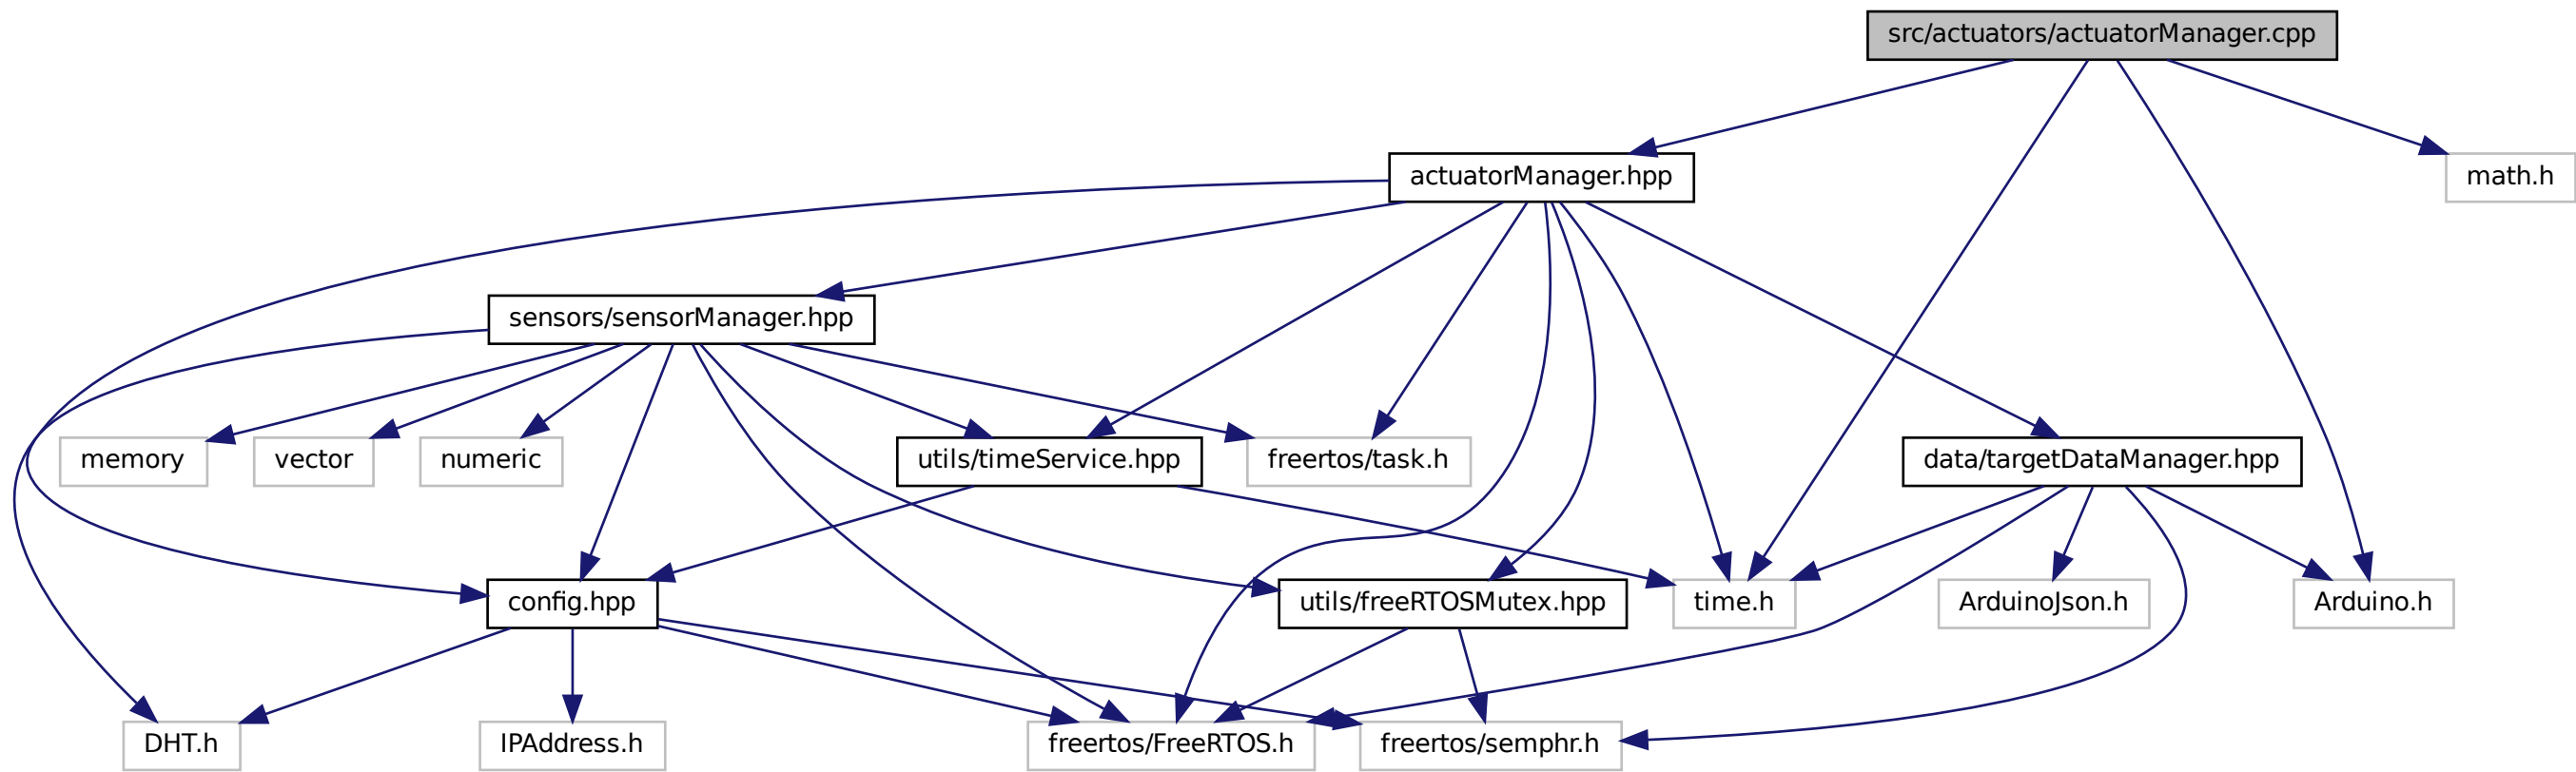 src/actuators/actuatorManager.cpp
actuatorManager.hpp
math.h
sensors/sensorManager.hpp
memory
vector
numeric
utils/timeService.hpp
freertos/task.h
data/targetDataManager.hpp
config.hpp
utils/freeRTOSMutex.hpp
time.h
ArduinoJson.h
Arduino.h
DHT.h
IPAddress.h
freertos/FreeRTOS.h
freertos/semphr.h